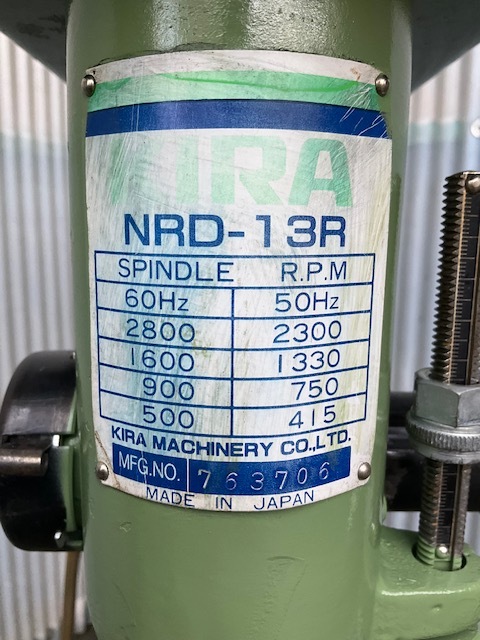 KIRA
NRD-13R
SPINDLE R.P.M
60Hz 50Hz
2800 2300
1600 1330
900 750
500 415
KIRA MACHINERY CO.,LTD.
MFG.NO. 763706
MADE IN JAPAN